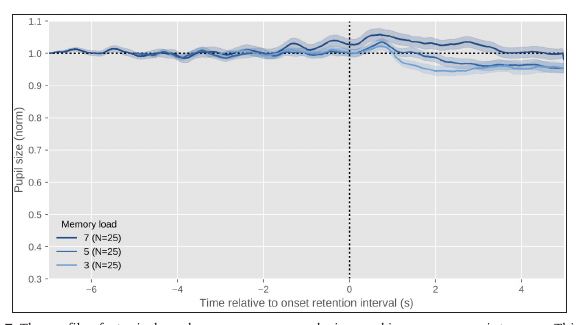 1.1
1.0
0.9
0.8
0.7
0.6
0.5
0.4
0.3
Pupil size (norm)
Memory load
7 (N=25)
5 (N=25)
3 (N=25)
−6 −4 −2 0 2 4
Time relative to onset retention interval (s)